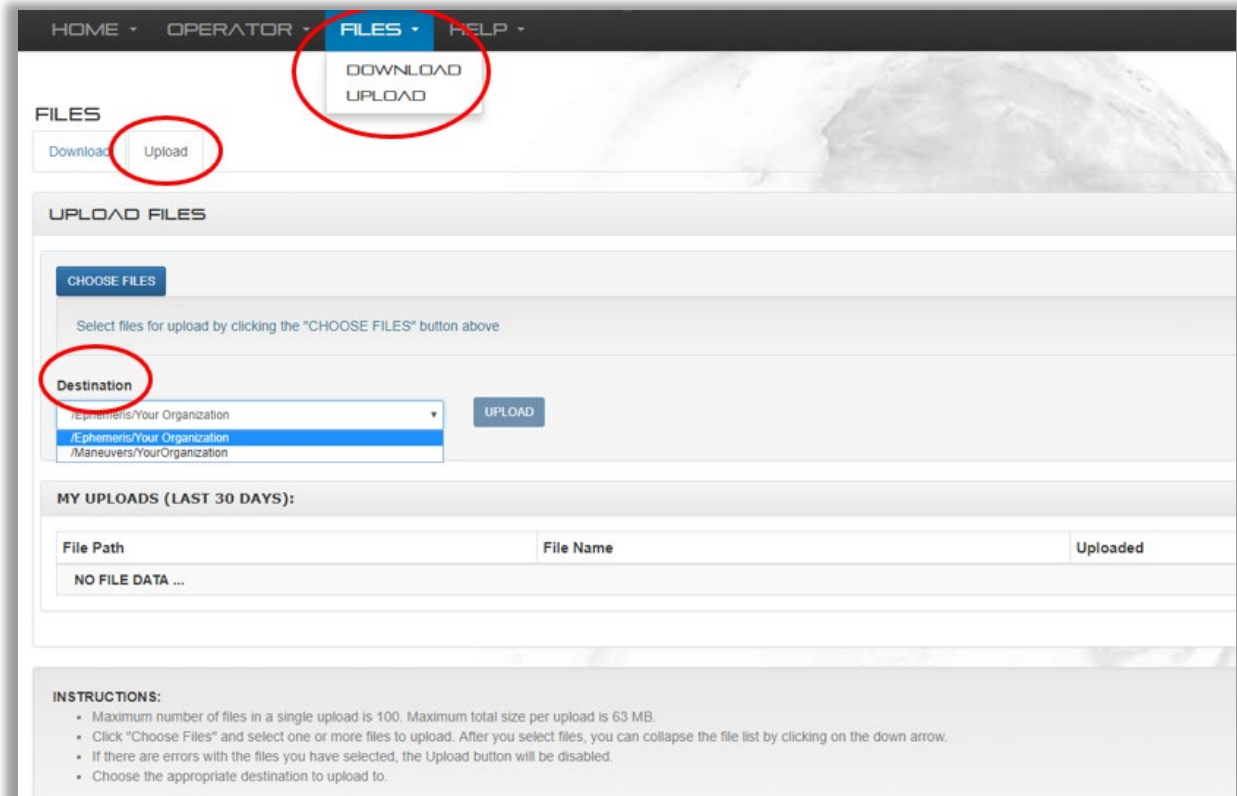 HOME OPERATOR FILES HELP
DOWNLOAD
UPLOAD
FILES
Download Upload
UPLOAD FILES
CHOOSE FILES
Select files for upload by clicking the "CHOOSE FILES" button above
Destination
/Ephemeris/Your Organization
UPLOAD
/Ephemeris/Your Organization
/Maneuvers/YourOrganization
MY UPLOADS (LAST 30 DAYS):
File Path File Name Uploaded
NO FILE DATA ...
INSTRUCTIONS:
• Maximum number of files in a single upload is 100. Maximum total size per upload is 63 MB.
• Click "Choose Files" and select one or more files to upload. After you select files, you can collapse the file list by clicking on the down arrow.
• If there are errors with the files you have selected, the Upload button will be disabled.
• Choose the appropriate destination to upload to.